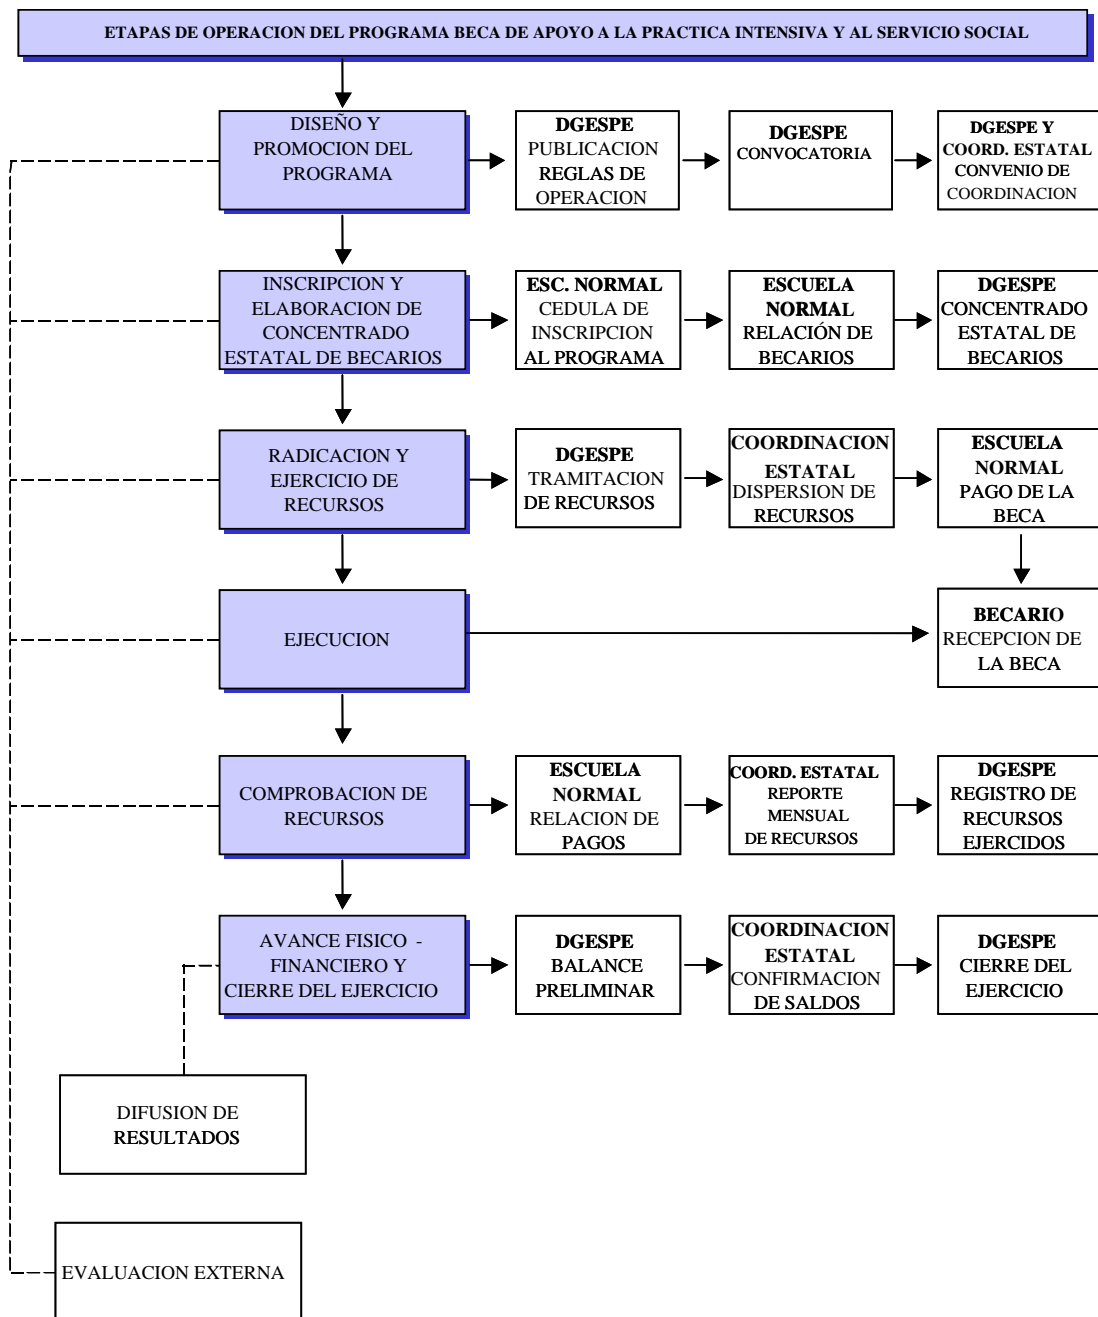 ETAPAS DE OPERACION DEL PROGRAMA BECA DE APOYO A LA PRACTICA INTENSIVA Y AL SERVICIO SOCIAL
DISEÑO Y
PROMOCION DEL
PROGRAMA
DGESPE
PUBLICACION
REGLAS DE
OPERACION
DGESPE
CONVOCATORIA
DGESPE Y
COORD. ESTATAL
CONVENIO DE
COORDINACION
INSCRIPCION Y
ELABORACION DE
CONCENTRADO
ESTATAL DE BECARIOS
ESC. NORMAL
CEDULA DE
INSCRIPCION
AL PROGRAMA
ESCUELA
NORMAL
RELACIÓN DE
BECARIOS
DGESPE
CONCENTRADO
ESTATAL DE
BECARIOS
RADICACION Y
EJERCICIO DE
RECURSOS
DGESPE
TRAMITACION
DE RECURSOS
COORDINACION
ESTATAL
DISPERSION DE
RECURSOS
ESCUELA
NORMAL
PAGO DE LA
BECA
EJECUCION
BECARIO
RECEPCION DE
LA BECA
COMPROBACION DE
RECURSOS
ESCUELA
NORMAL
RELACION DE
PAGOS
COORD. ESTATAL
REPORTE
MENSUAL
DE RECURSOS
DGESPE
REGISTRO DE
RECURSOS
EJERCIDOS
AVANCE FISICO -
FINANCIERO Y
CIERRE DEL EJERCICIO
DGESPE
BALANCE
PRELIMINAR
COORDINACION
ESTATAL
CONFIRMACION
DE SALDOS
DGESPE
CIERRE DEL
EJERCICIO
DIFUSION DE
RESULTADOS
EVALUACION EXTERNA